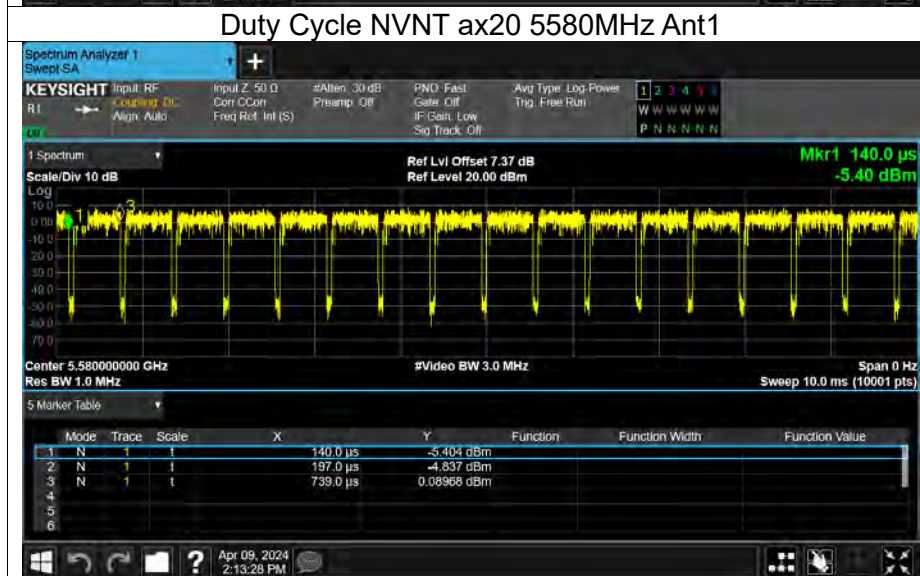 Duty Cycle NVNT ax20 5580MHz Ant1
Spectrum Analyzer 1
Swept SA
+
KEYSIGHT Input: RF Input Z: 50 Ω #Atten: 30 dB PNO: Fast Avg Type: Log-Power 1 2 3 4 5 6
Coupling: DC Corr CCorr Preamp: Off Gate: Off Trig: Free Run W W W W W W
Align: Auto Freq Ref: Int (S) IF Gain: Low
Sig Track: Off P N N N N N
1 Spectrum
Ref Lvl Offset 7.37 dB Mkr1 140.0 µs
Scale/Div 10 dB Ref Level 20.00 dBm -5.40 dBm
Log
10.0
0.00
-10.0
-20.0
-30.0
-40.0
-50.0
-60.0
-70.0
1
3
Center 5.580000000 GHz #Video BW 3.0 MHz Span 0 Hz
Res BW 1.0 MHz Sweep 10.0 ms (10001 pts)
5 Marker Table
Mode Trace Scale X Y Function Function Width Function Value
1 N 1 t 140.0 µs -5.404 dBm
2 N 1 t 197.0 µs -4.837 dBm
3 N 1 t 739.0 µs 0.08968 dBm
4
5
6
? Apr 09, 2024
2:13:28 PM